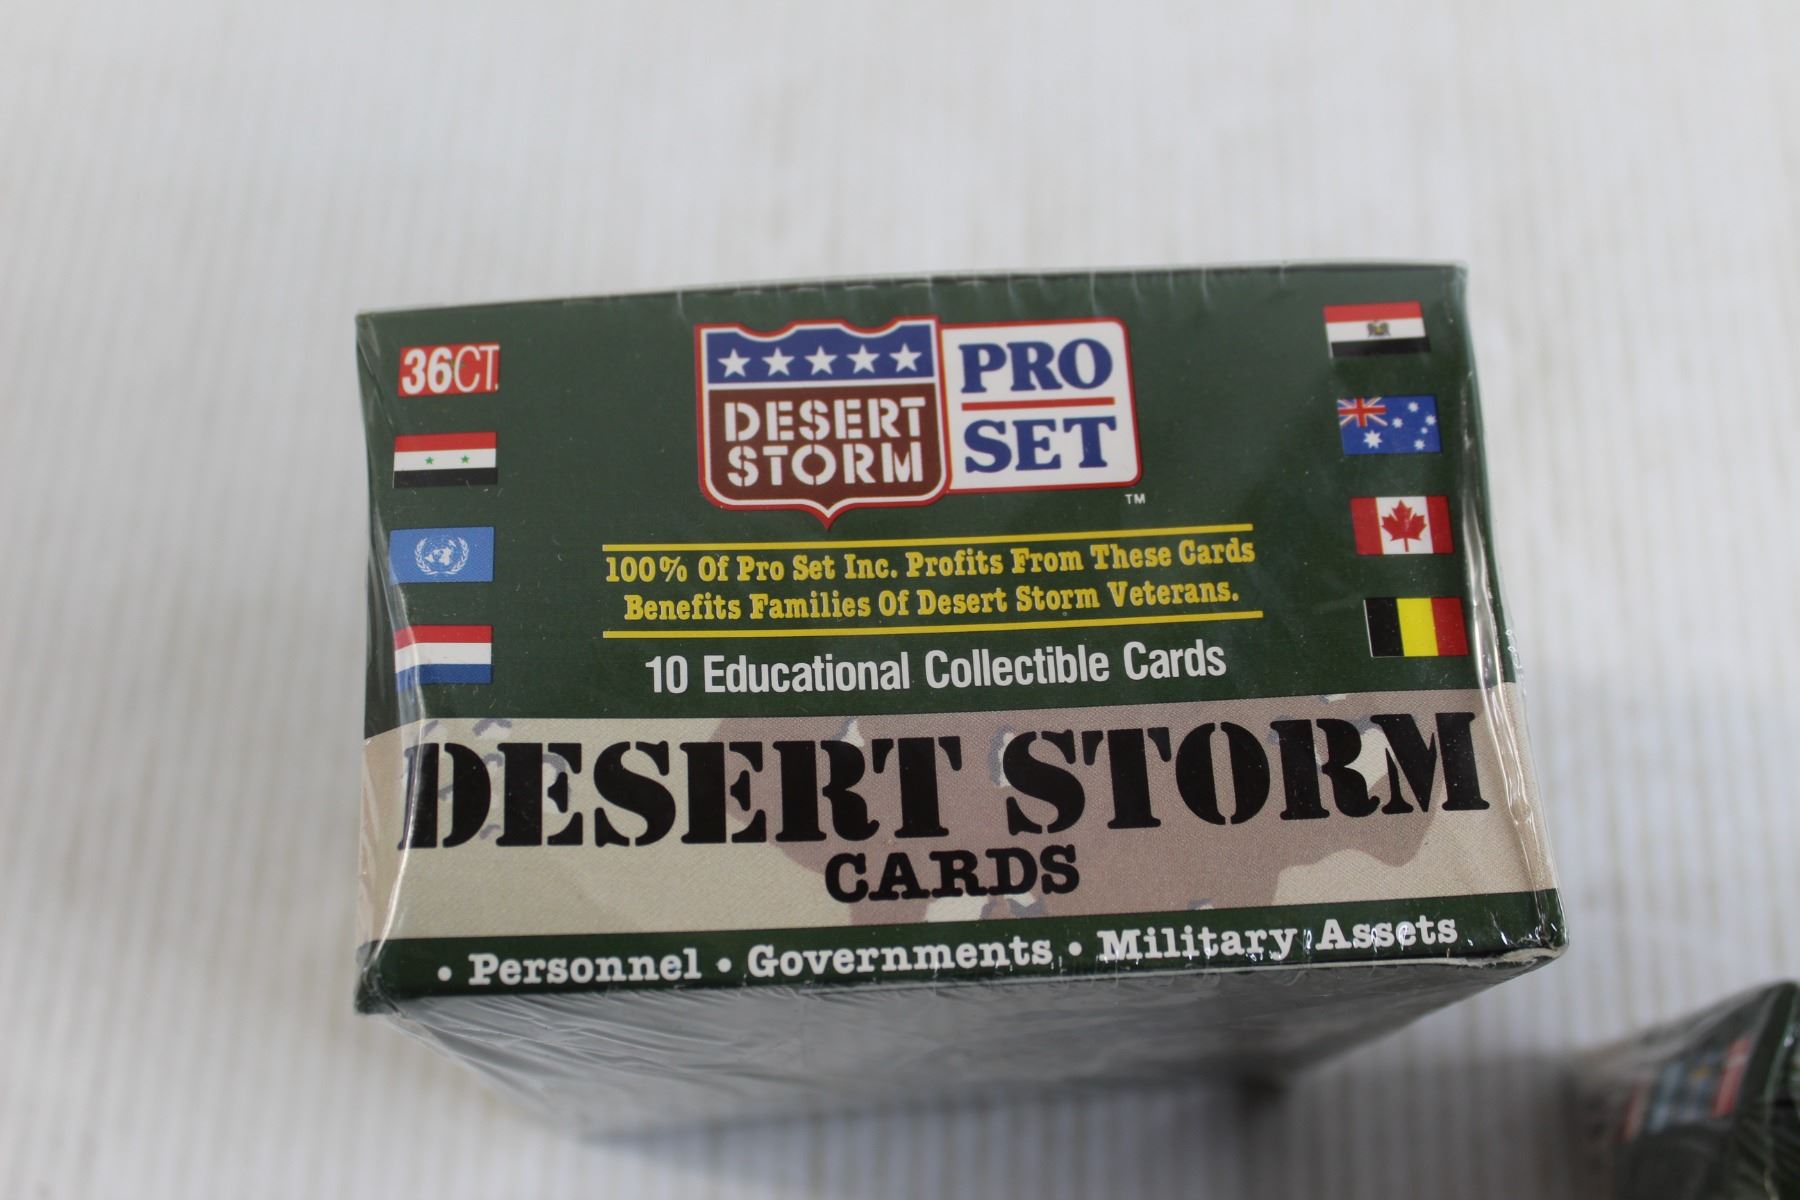 36CT.
DESERT
STORM
PRO
SET
TM
100% Of Pro Set Inc. Profits From These Cards
Benefits Families Of Desert Storm Veterans.
10 Educational Collectible Cards
DESERT STORM
CARDS
• Personnel • Governments • Military Assets